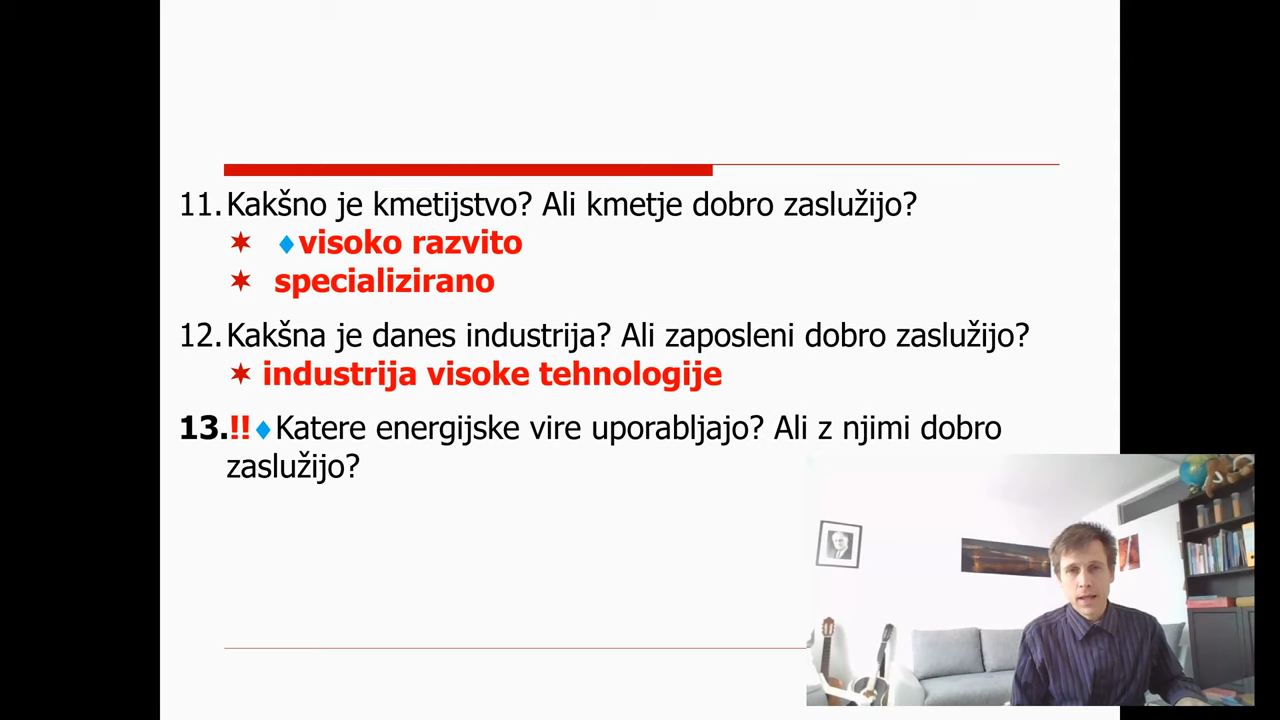 11. Kakšno je kmetijstvo? Ali kmetje dobro zaslužijo?
visoko razvito
specializirano
12. Kakšna je danes industrija? Ali zaposleni dobro zaslužijo?
industrija visoke tehnologije
13.!!Katere energijske vire uporabljajo? Ali z njimi dobro
zaslužijo?